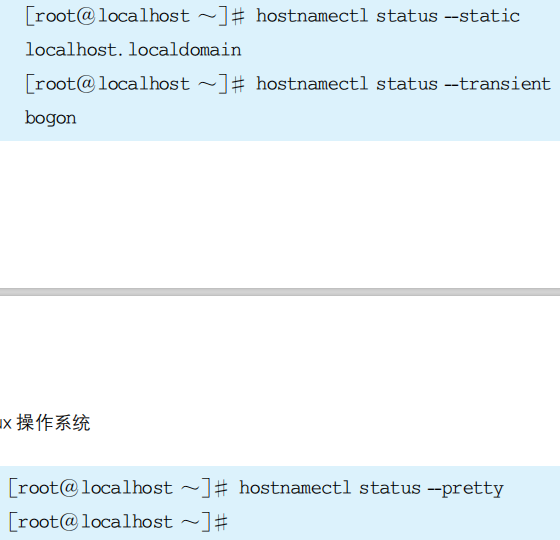 [root@localhost ～]# hostnamectl status --static
localhost.localdomain
[root@localhost ～]# hostnamectl status --transient
bogon
ux 操作系统
[root@localhost ～]# hostnamectl status --pretty
[root@localhost ～]#